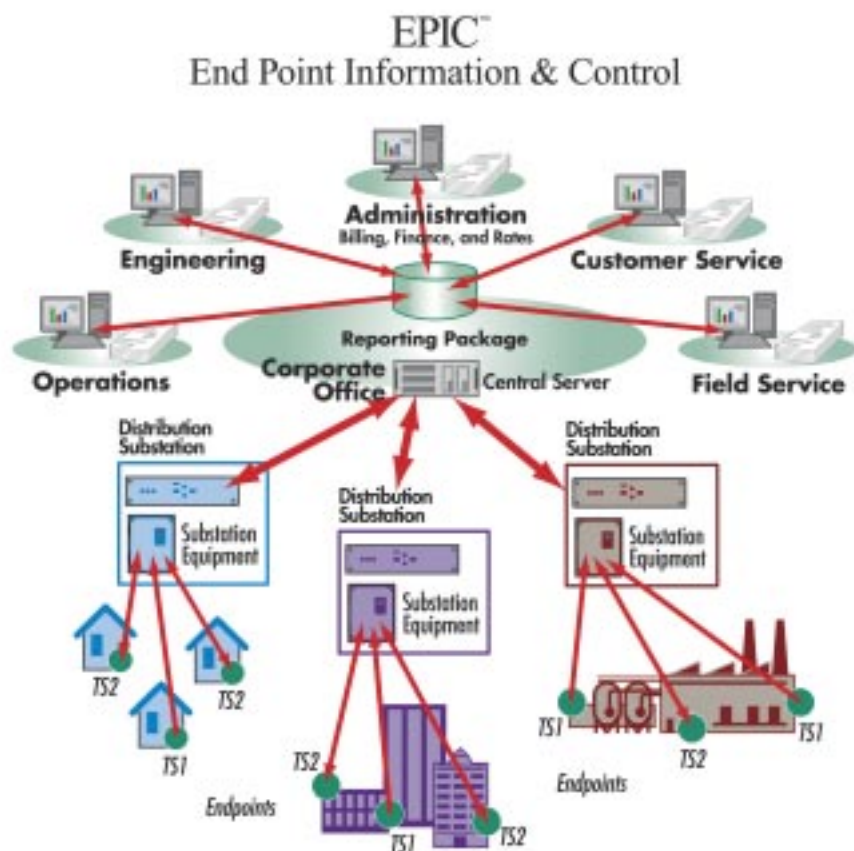 EPIC™
End Point Information & Control
Administration
Billing, Finance, and Rates
Engineering
Customer Service
Reporting Package
Operations
Corporate
Office
Central Server
Field Service
Distribution
Substation
Substation
Equipment
TS2
TS2
TS1
Distribution
Substation
Substation
Equipment
TS2
Endpoints
TS1
TS2
Distribution
Substation
Substation
Equipment
TS1
TS2
TS1
Endpoints